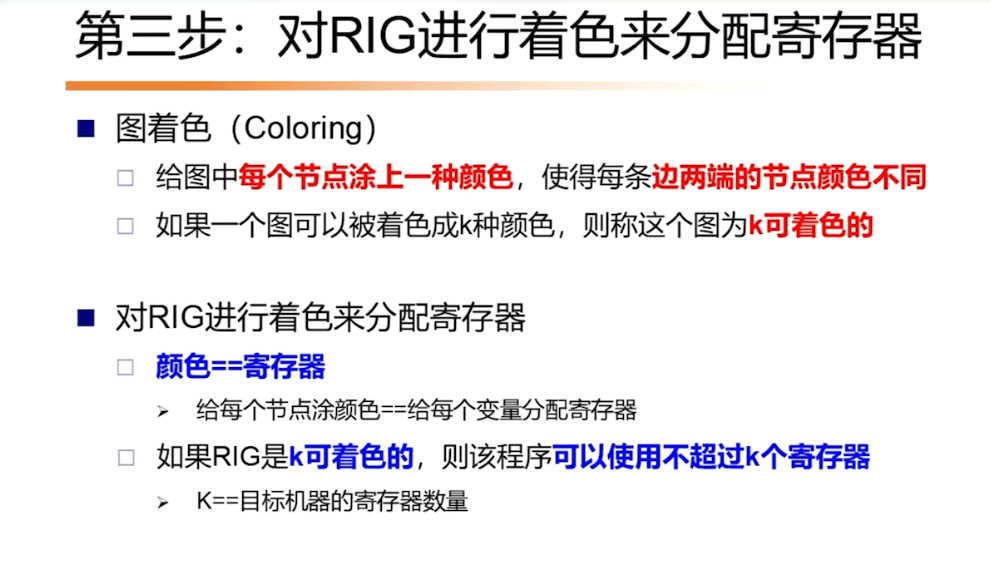 第三步：对RIG进行着色来分配寄存器
图着色（Coloring）
给图中每个节点涂上一种颜色，使得每条边两端的节点颜色不同
如果一个图可以被着色成k种颜色，则称这个图为k可着色的
对RIG进行着色来分配寄存器
颜色==寄存器
给每个节点涂颜色==给每个变量分配寄存器
如果RIG是k可着色的，则该程序可以使用不超过k个寄存器
K==目标机器的寄存器数量